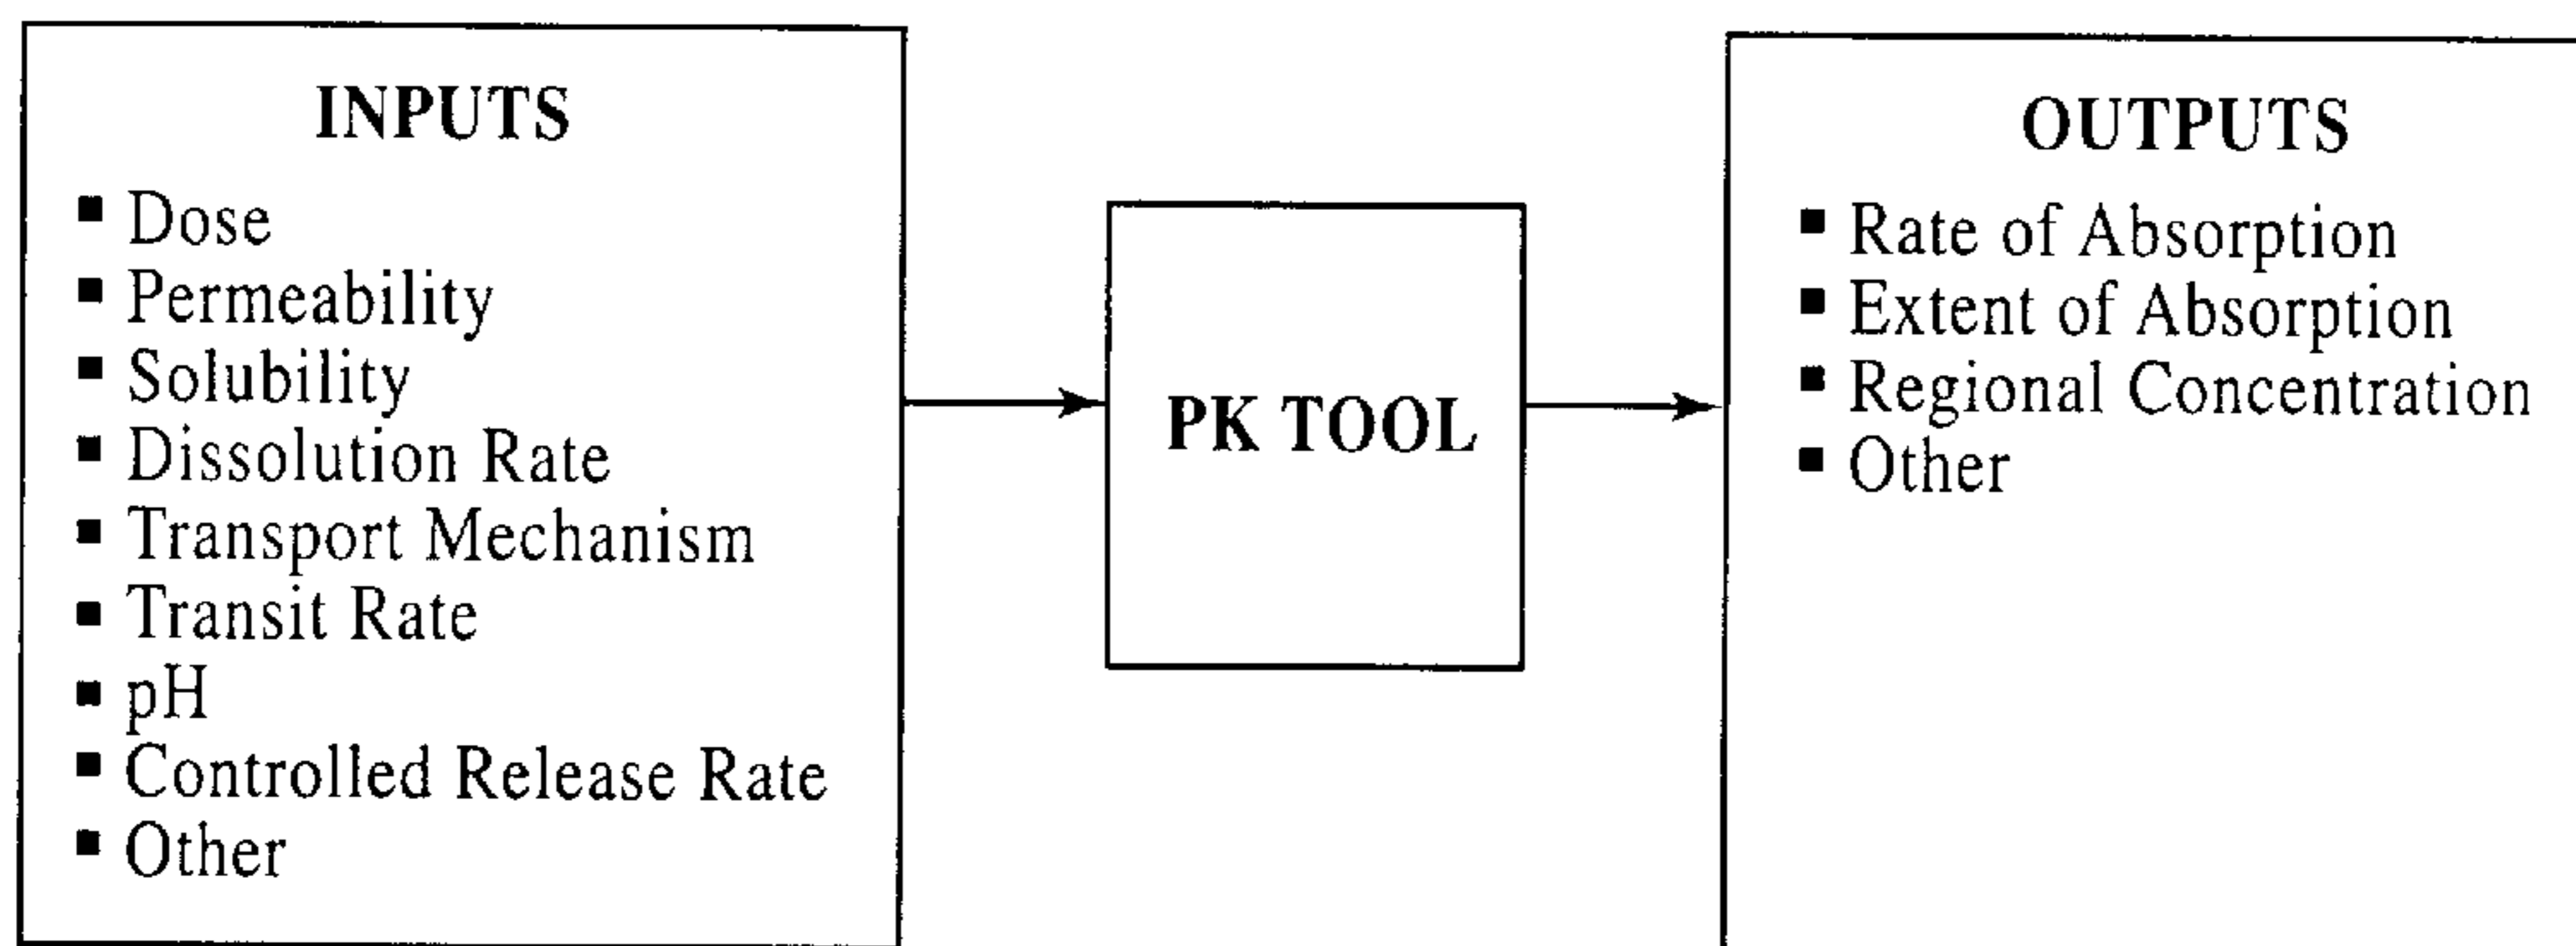 INPUTS
▪ Dose
▪ Permeability
▪ Solubility
▪ Dissolution Rate
▪ Transport Mechanism
▪ Transit Rate
▪ pH
▪ Controlled Release Rate
▪ Other
PK TOOL
OUTPUTS
▪ Rate of Absorption
▪ Extent of Absorption
▪ Regional Concentration
▪ Other